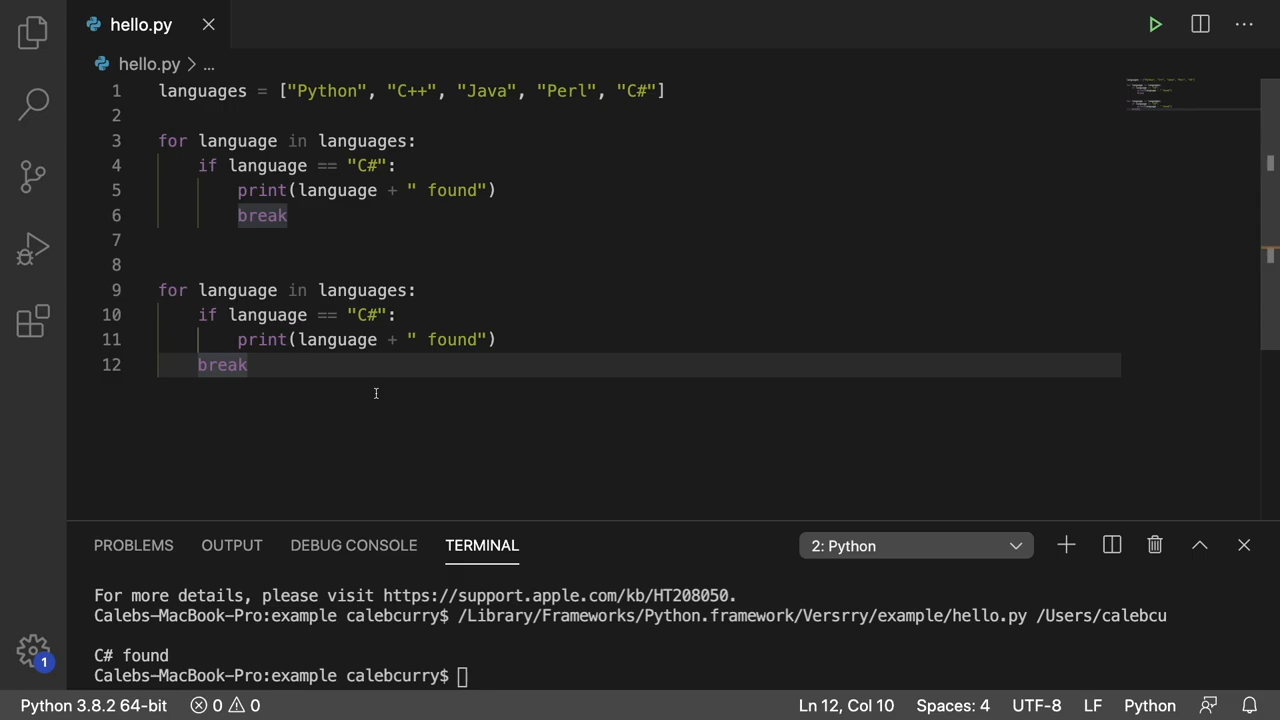 hello.py
hello.py > ...
1 languages = ["Python", "C++", "Java", "Perl", "C#"]
2
3 for language in languages:
4     if language == "C#":
5         print(language + " found")
6         break
7
8
9 for language in languages:
10     if language == "C#":
11         print(language + " found")
12     break
PROBLEMS OUTPUT DEBUG CONSOLE TERMINAL 2: Python
For more details, please visit https://support.apple.com/kb/HT208050.
Calebs-MacBook-Pro:example calebcurry$ /Library/Frameworks/Python.framework/Versrry/example/hello.py /Users/calebcu
C# found
Calebs-MacBook-Pro:example calebcurry$
1
Python 3.8.2 64-bit 0 0 Ln 12, Col 10 Spaces: 4 UTF-8 LF Python